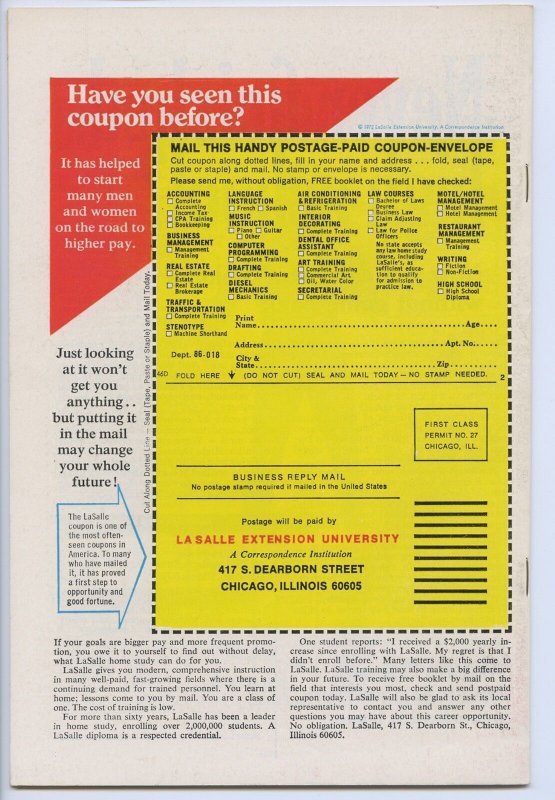 Have you seen this
coupon before?
© 1972 LaSalle Extension University, A Correspondence Institution
It has helped
to start
many men
and women
on the road to
higher pay.
MAIL THIS HANDY POSTAGE-PAID COUPON-ENVELOPE
Cut coupon along dotted lines, fill in your name and address . . . fold, seal (tape,
paste or staple) and mail. No stamp or envelope is necessary.
Please send me, without obligation, FREE booklet on the field I have checked:
ACCOUNTING
Complete
Accounting
Income Tax
CPA Training
Bookkeeping
BUSINESS
MANAGEMENT
Management
Training
REAL ESTATE
Complete Real
Estate
Real Estate
Brokerage
TRAFFIC &
TRANSPORTATION
Complete Training
STENOTYPE
Machine Shorthand
LANGUAGE
INSTRUCTION
French Spanish
MUSIC
INSTRUCTION
Piano Guitar
Other
COMPUTER
PROGRAMMING
Complete Training
DRAFTING
Complete Training
DIESEL
MECHANICS
Basic Training
AIR CONDITIONING
& REFRIGERATION
Basic Training
INTERIOR
DECORATING
Complete Training
DENTAL OFFICE
ASSISTANT
Complete Training
ART TRAINING
Complete Training
Commercial Art
Oil, Water Color
SECRETARIAL
Complete Training
LAW COURSES
Bachelor of Laws
Degree
Business Law
Claim Adjusting
Law
Law for Police
Officers
No state accepts
any law home study
course, including
LaSalle's, as
sufficient educa-
tion to qualify
for admission to
practice law.
MOTEL/HOTEL
MANAGEMENT
Motel Management
Hotel Management
RESTAURANT
MANAGEMENT
Management
Training
WRITING
Fiction
Non-Fiction
HIGH SCHOOL
High School
Diploma
Print
Name Age
Address Apt. No.
Dept. 86-018
City &
State Zip
46D FOLD HERE (DO NOT CUT) SEAL AND MAIL TODAY – NO STAMP NEEDED. 2
Cut Along Dotted Line — Seal (Tape, Paste or Staple) and Mail Today.
Just looking
at it won't
get you
anything . .
but putting it
in the mail
may change
your whole
future!
The LaSalle
coupon is one of
the most often-
seen coupons in
America. To many
who have mailed
it, it has proved
a first step to
opportunity and
good fortune.
FIRST CLASS
PERMIT NO. 27
CHICAGO, ILL.
BUSINESS REPLY MAIL
No postage stamp required if mailed in the United States
Postage will be paid by
LA SALLE EXTENSION UNIVERSITY
A Correspondence Institution
417 S. DEARBORN STREET
CHICAGO, ILLINOIS 60605
If your goals are bigger pay and more frequent promo-
tion, you owe it to yourself to find out without delay,
what LaSalle home study can do for you.
LaSalle gives you modern, comprehensive instruction
in many well-paid, fast-growing fields where there is a
continuing demand for trained personnel. You learn at
home; lessons come to you by mail. You are a class of
one. The cost of training is low.
For more than sixty years, LaSalle has been a leader
in home study, enrolling over 2,000,000 students. A
LaSalle diploma is a respected credential.
One student reports: "I received a $2,000 yearly in-
crease since enrolling with LaSalle. My regret is that I
didn't enroll before." Many letters like this come to
LaSalle. LaSalle training may also make a big difference
in your future. To receive free booklet by mail on the
field that interests you most, check and send postpaid
coupon today. LaSalle will also be glad to ask its local
representative to contact you and answer any other
questions you may have about this career opportunity.
No obligation. LaSalle, 417 S. Dearborn St., Chicago,
Illinois 60605.